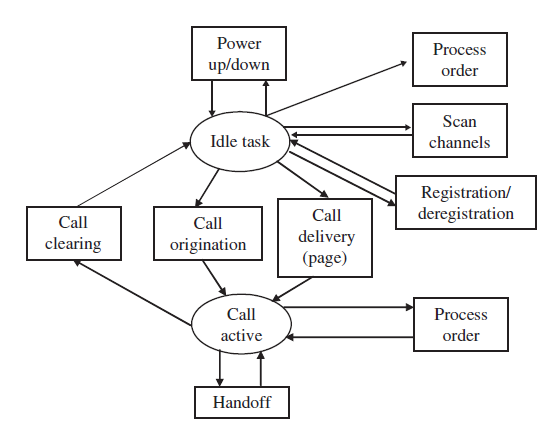 Power
up/down
Process
order
Idle task
Scan
channels
Registration/
deregistration
Call
clearing
Call
origination
Call
delivery
(page)
Call
active
Process
order
Handoff